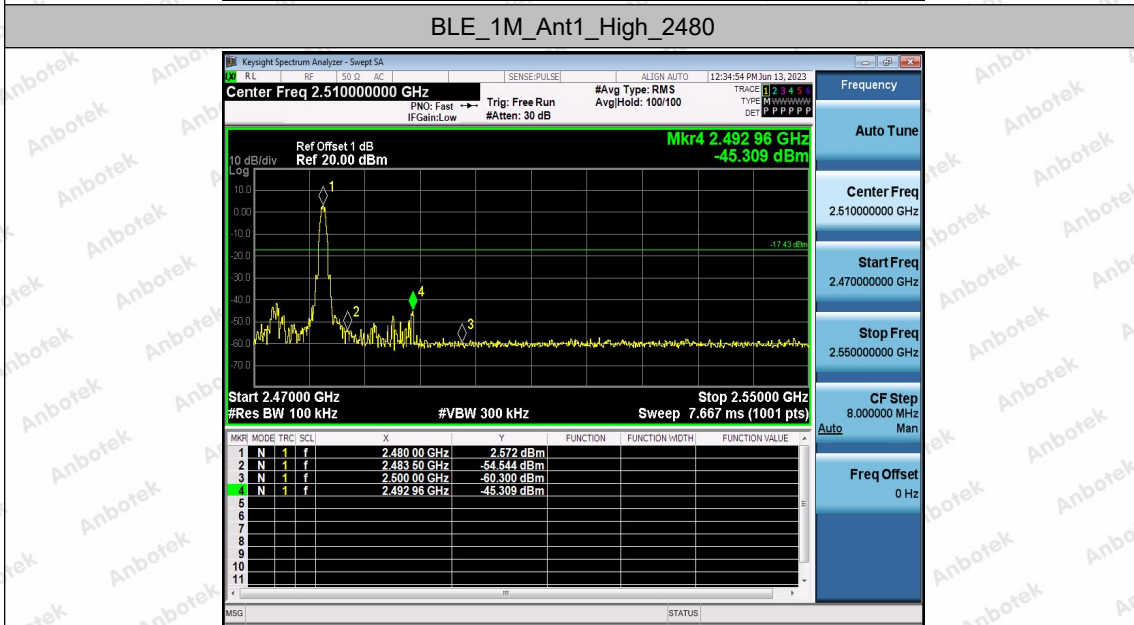 BLE_1M_Ant1_High_2480
Keysight Spectrum Analyzer - Swept SA
LXI RL RF 50 Ω AC SENSE:PULSE ALIGN AUTO 12:34:54 PM Jun 13, 2023
Center Freq 2.510000000 GHz
PNO: Fast
IFGain:Low
Trig: Free Run
#Atten: 30 dB
#Avg Type: RMS
Avg|Hold: 100/100
TRACE 1 2 3 4 5 6
TYPE M WWWWW
DET P P P P P P
Frequency
Auto Tune
Center Freq
2.510000000 GHz
Start Freq
2.470000000 GHz
Stop Freq
2.550000000 GHz
CF Step
8.000000 MHz
Auto Man
Freq Offset
0 Hz
Mkr4 2.492 96 GHz
-45.309 dBm
Ref Offset 1 dB
10 dB/div Ref 20.00 dBm
Log
10.0
0.00
-10.0
-20.0
-30.0
-40.0
-50.0
-60.0
-70.0
1
2
4
3
-17.43 dBm
Start 2.47000 GHz Stop 2.55000 GHz
#Res BW 100 kHz #VBW 300 kHz Sweep 7.667 ms (1001 pts)
MKR MODE TRC SCL X Y FUNCTION FUNCTION WIDTH FUNCTION VALUE
1 N 1 f 2.480 00 GHz 2.572 dBm
2 N 1 f 2.483 50 GHz -54.544 dBm
3 N 1 f 2.500 00 GHz -60.300 dBm
4 N 1 f 2.492 96 GHz -45.309 dBm
5
6
7
8
9
10
11
MSG STATUS